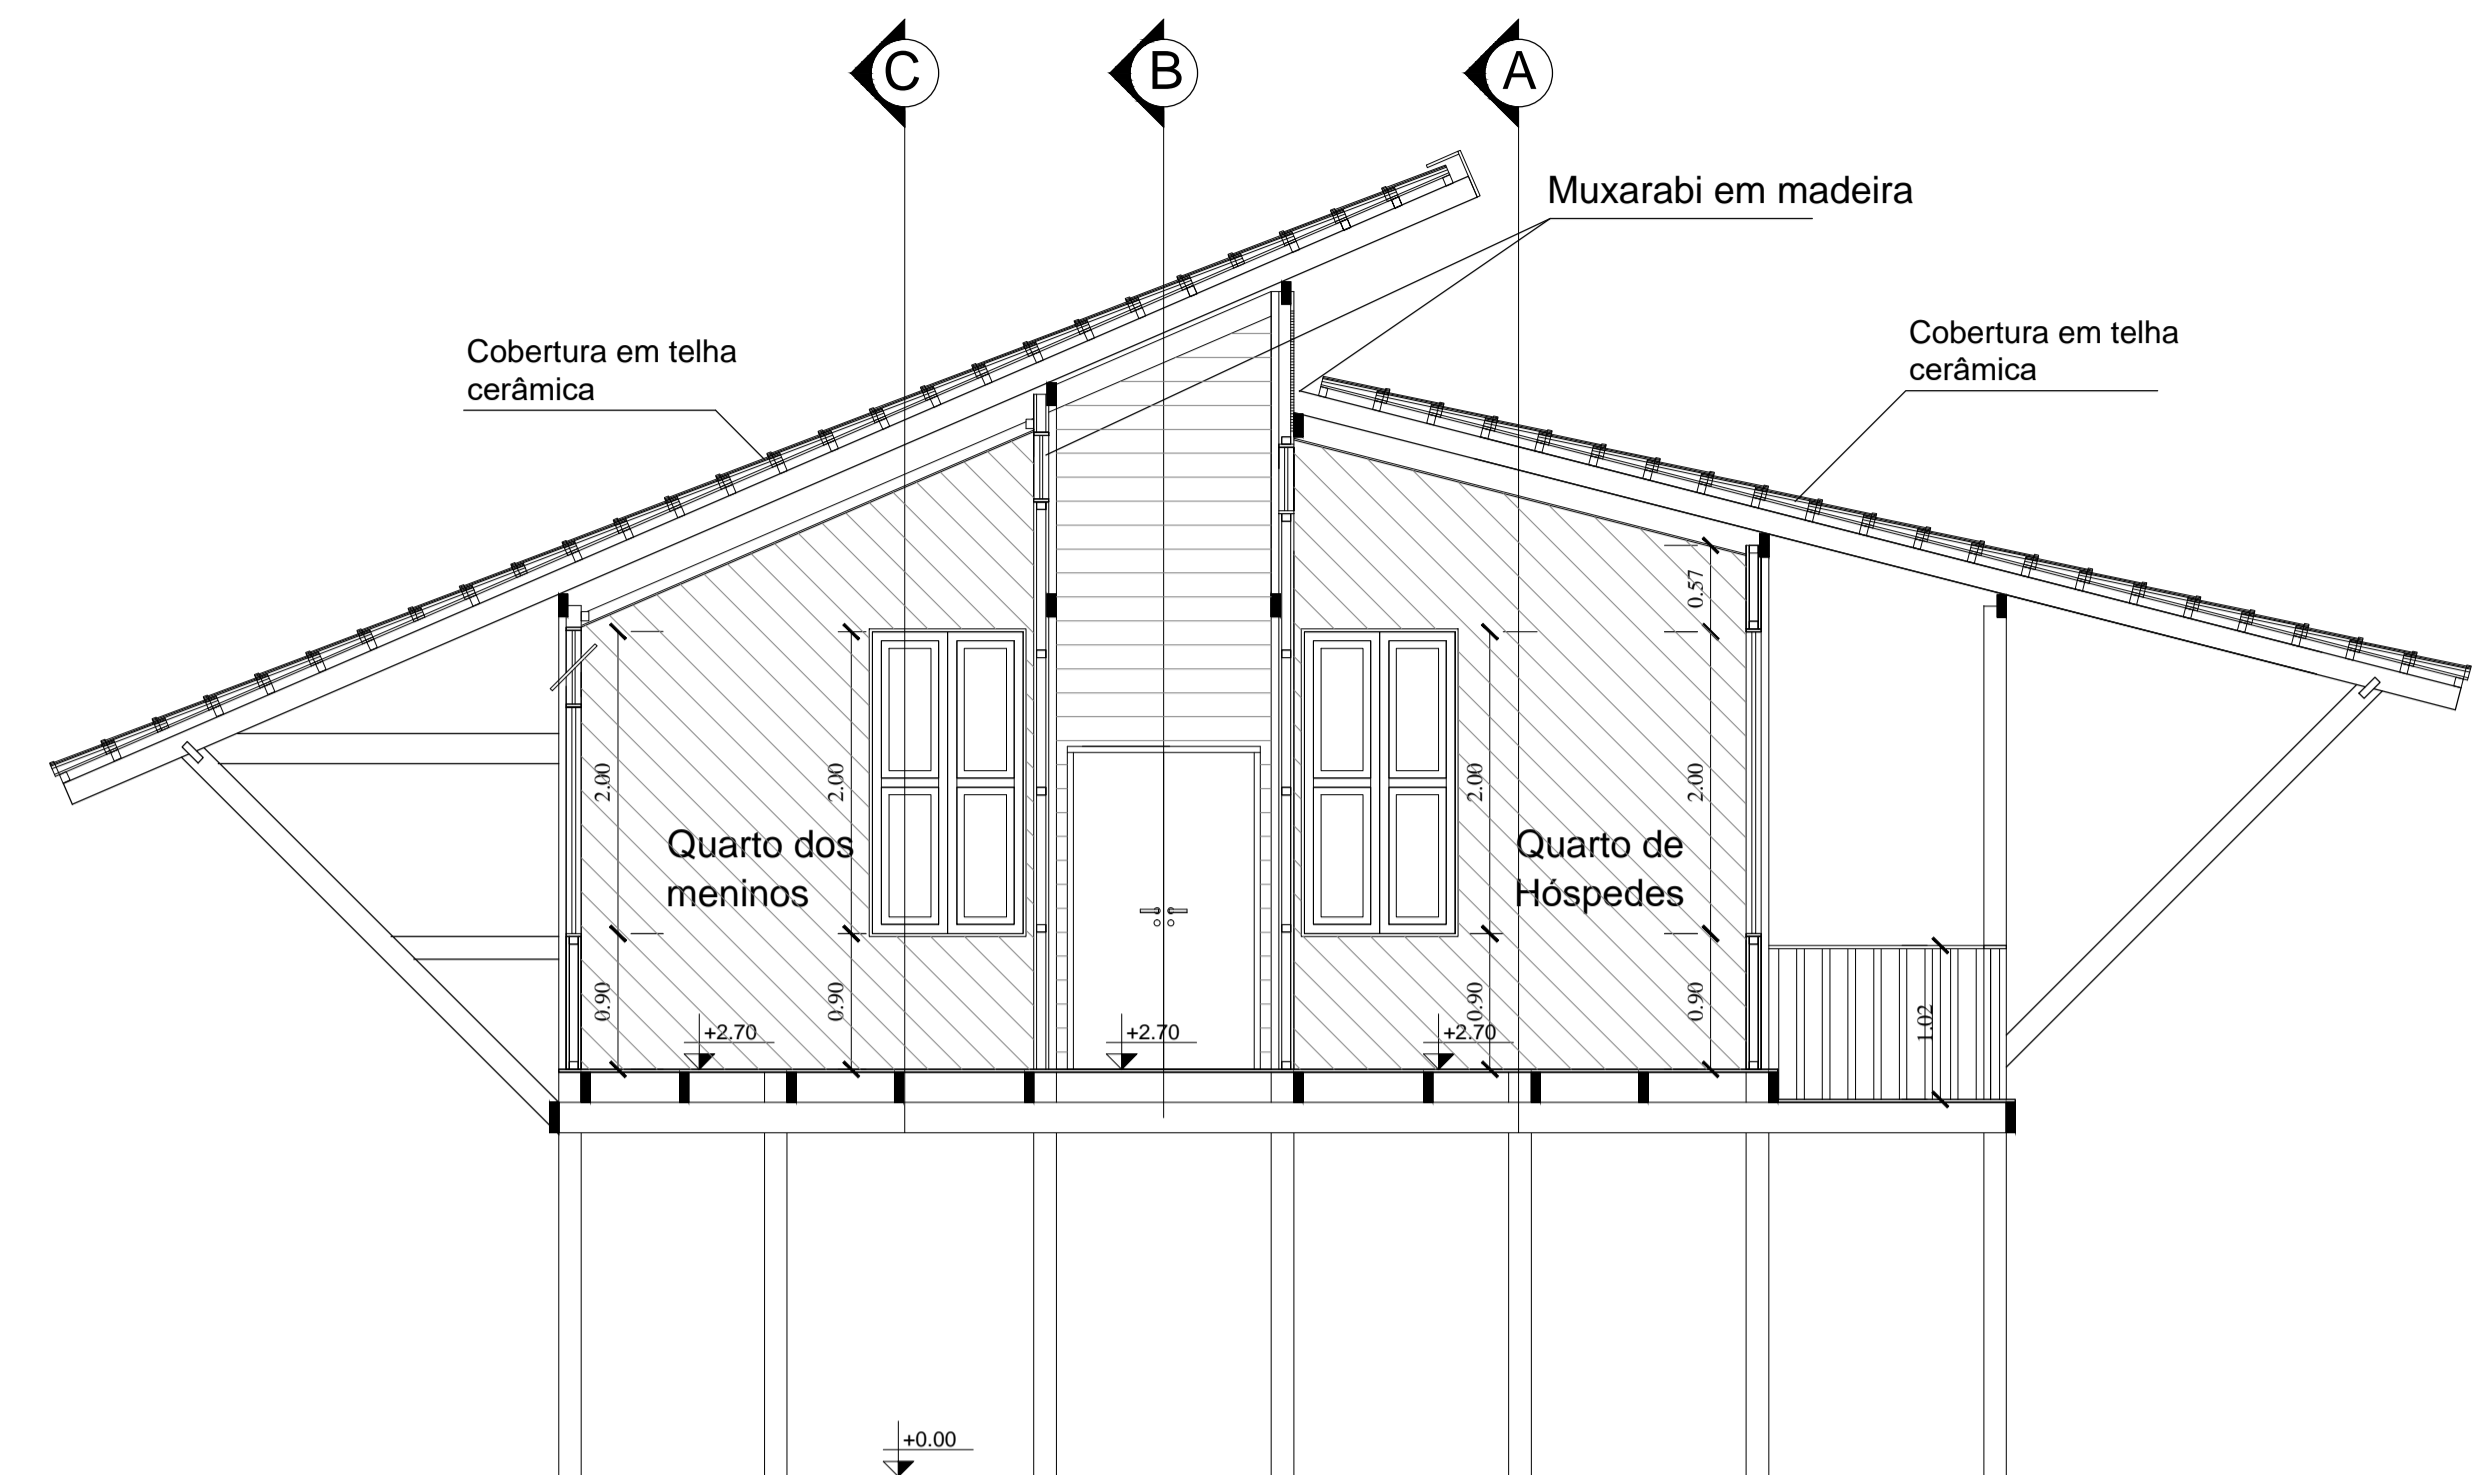 C
B
A
Muxarabi em madeira
Cobertura em telha
cerâmica
Cobertura em telha
cerâmica
0.57
2.00
2.00
2.00
2.00
Quarto dos
meninos
Quarto de
Hóspedes
0.90
0.90
0.90
0.90
1.02
+2.70
+2.70
+2.70
+0.00